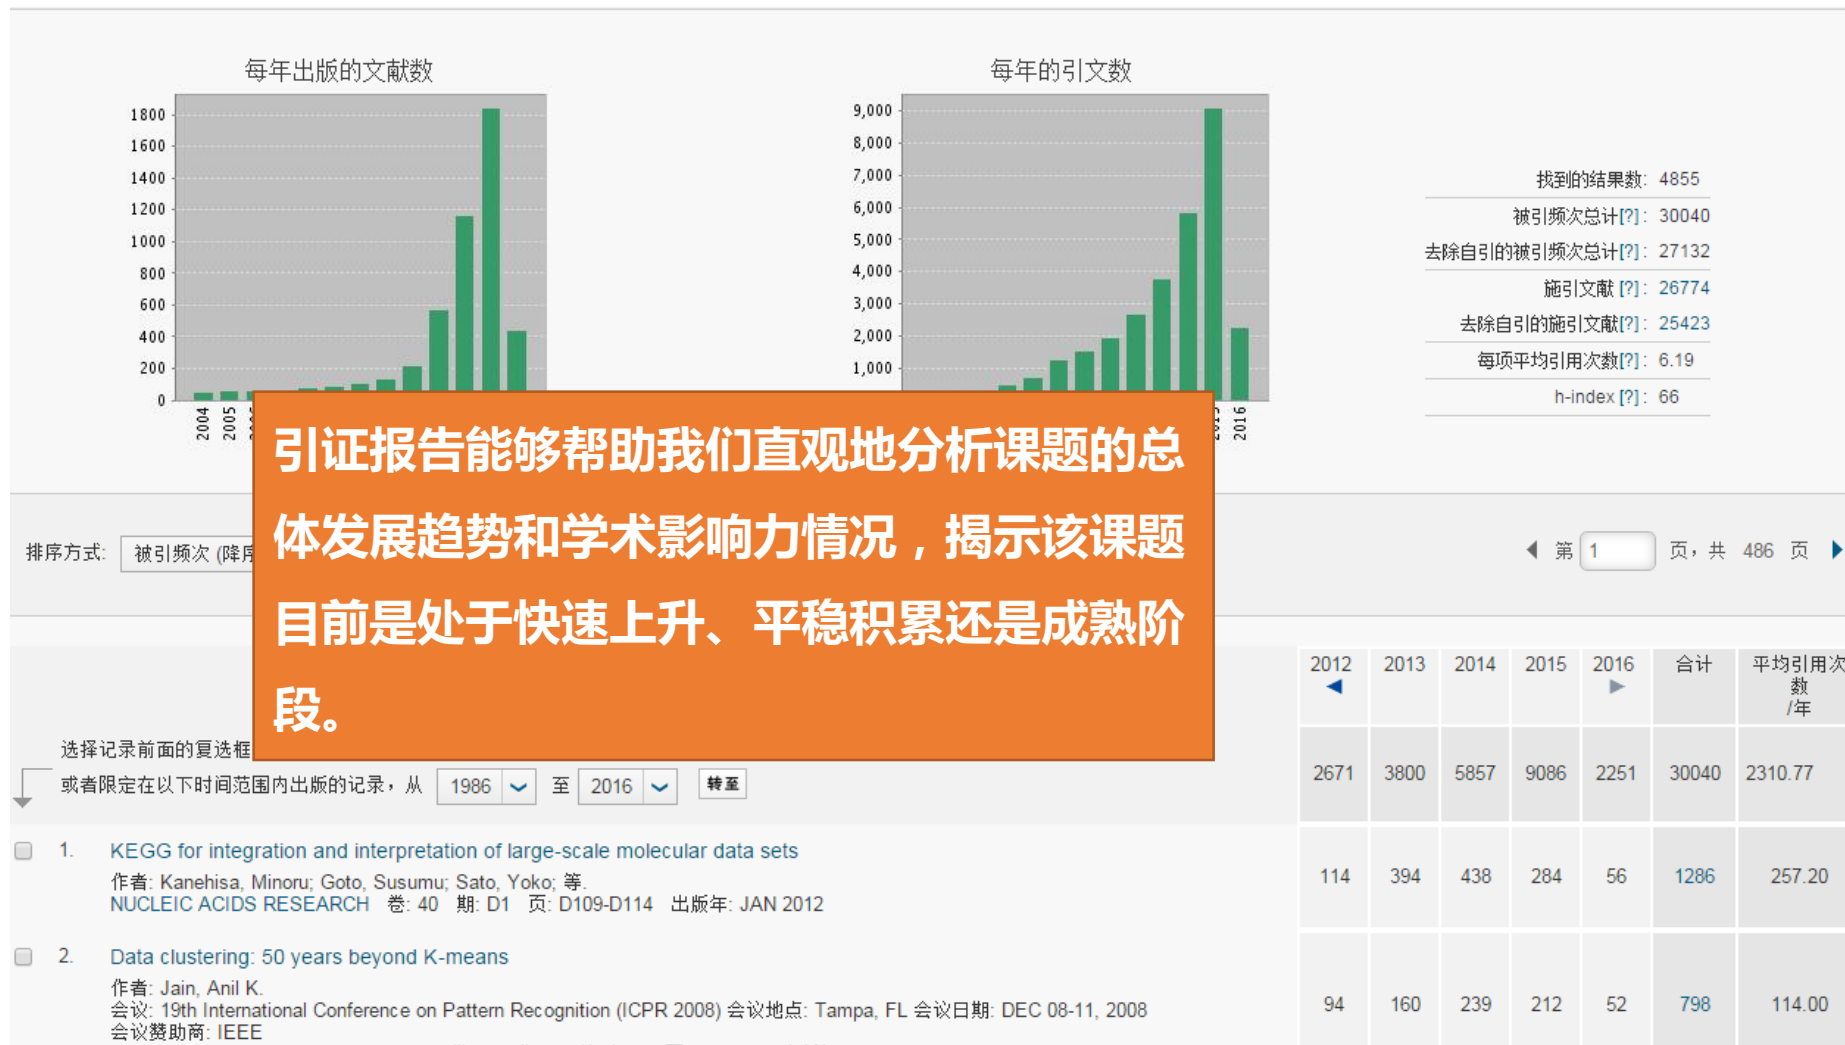 每年出版的文献数
1800
1600
1400
1200
1000
800
600
400
200
0
2004
2005
每年的引文数
9,000
8,000
7,000
6,000
5,000
4,000
3,000
2,000
1,000
2016
找到的结果数: 4855
被引频次总计[?]: 30040
去除自引的被引频次总计[?]: 27132
施引文献 [?]: 26774
去除自引的施引文献[?]: 25423
每项平均引用次数[?]: 6.19
h-index [?]: 66
引证报告能够帮助我们直观地分析课题的总
体发展趋势和学术影响力情况，揭示该课题
目前是处于快速上升、平稳积累还是成熟阶
段。
排序方式: 被引频次 (降序
第 1 页，共 486 页
2012 2013 2014 2015 2016 合计 平均引用次
数
/年
选择记录前面的复选框
或者限定在以下时间范围内出版的记录，从 1986 至 2016 转至
2671 3800 5857 9086 2251 30040 2310.77
1. KEGG for integration and interpretation of large-scale molecular data sets
作者: Kanehisa, Minoru; Goto, Susumu; Sato, Yoko; 等.
NUCLEIC ACIDS RESEARCH 卷: 40 期: D1 页: D109-D114 出版年: JAN 2012
114 394 438 284 56 1286 257.20
2. Data clustering: 50 years beyond K-means
作者: Jain, Anil K.
会议: 19th International Conference on Pattern Recognition (ICPR 2008) 会议地点: Tampa, FL 会议日期: DEC 08-11, 2008
会议赞助商: IEEE
94 160 239 212 52 798 114.00